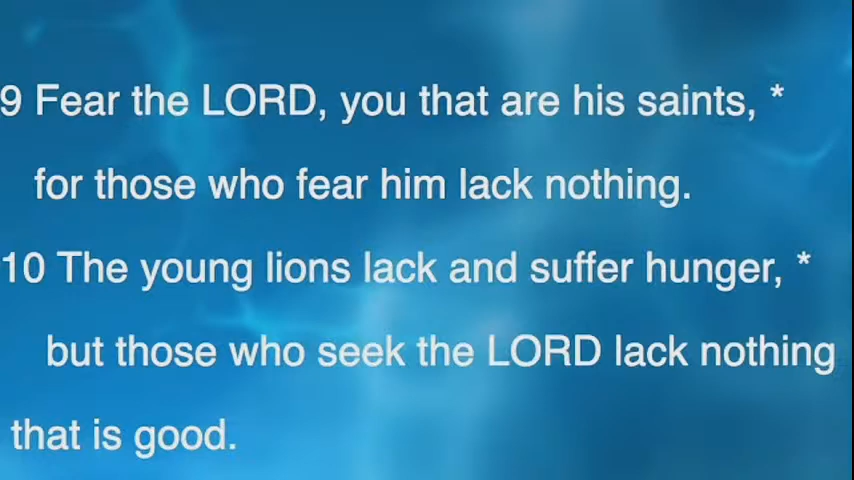 9 Fear the LORD, you that are his saints, *
for those who fear him lack nothing.
10 The young lions lack and suffer hunger, *
but those who seek the LORD lack nothing
that is good.